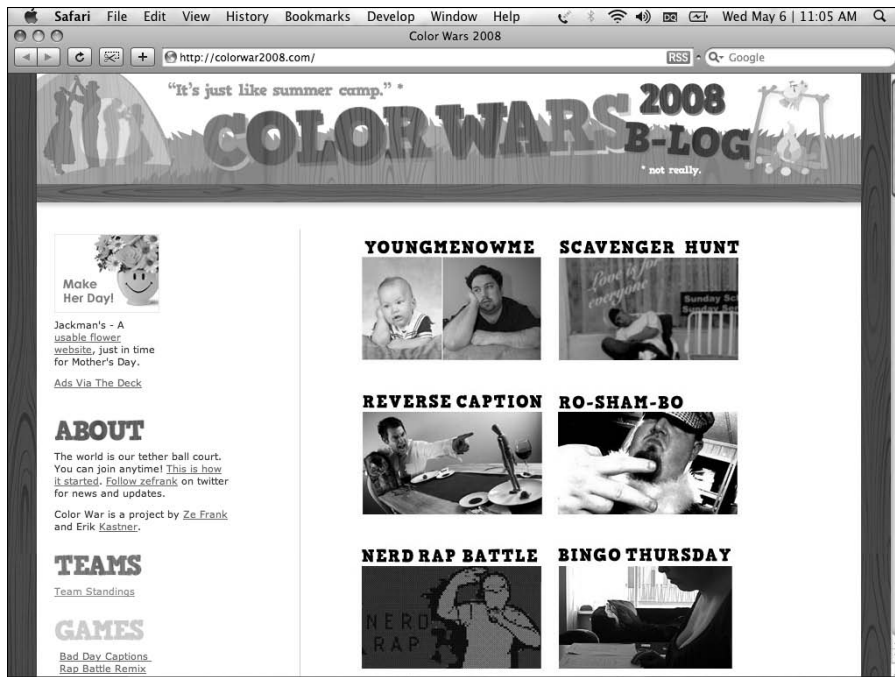 Safari File Edit View History Bookmarks Develop Window Help Wed May 6 | 11:05 AM
Color Wars 2008
http://colorwar2008.com/ RSS Google
“It’s just like summer camp.” *
COLOR WARS 2008
B-LOG
* not really.
Make
Her Day!
Jackman's - A
usable flower
website, just in time
for Mother's Day.
Ads Via The Deck
ABOUT
The world is our tether ball court.
You can join anytime! This is how
it started. Follow zefrank on twitter
for news and updates.
Color War is a project by Ze Frank
and Erik Kastner.
TEAMS
Team Standings
GAMES
Bad Day Captions
Rap Battle Remix
YOUNGMENOWME
SCAVENGER HUNT
Love is for
everyone
Sunday
Sunday
REVERSE CAPTION
RO-SHAM-BO
NERD RAP BATTLE
NERD
RAP
BINGO THURSDAY